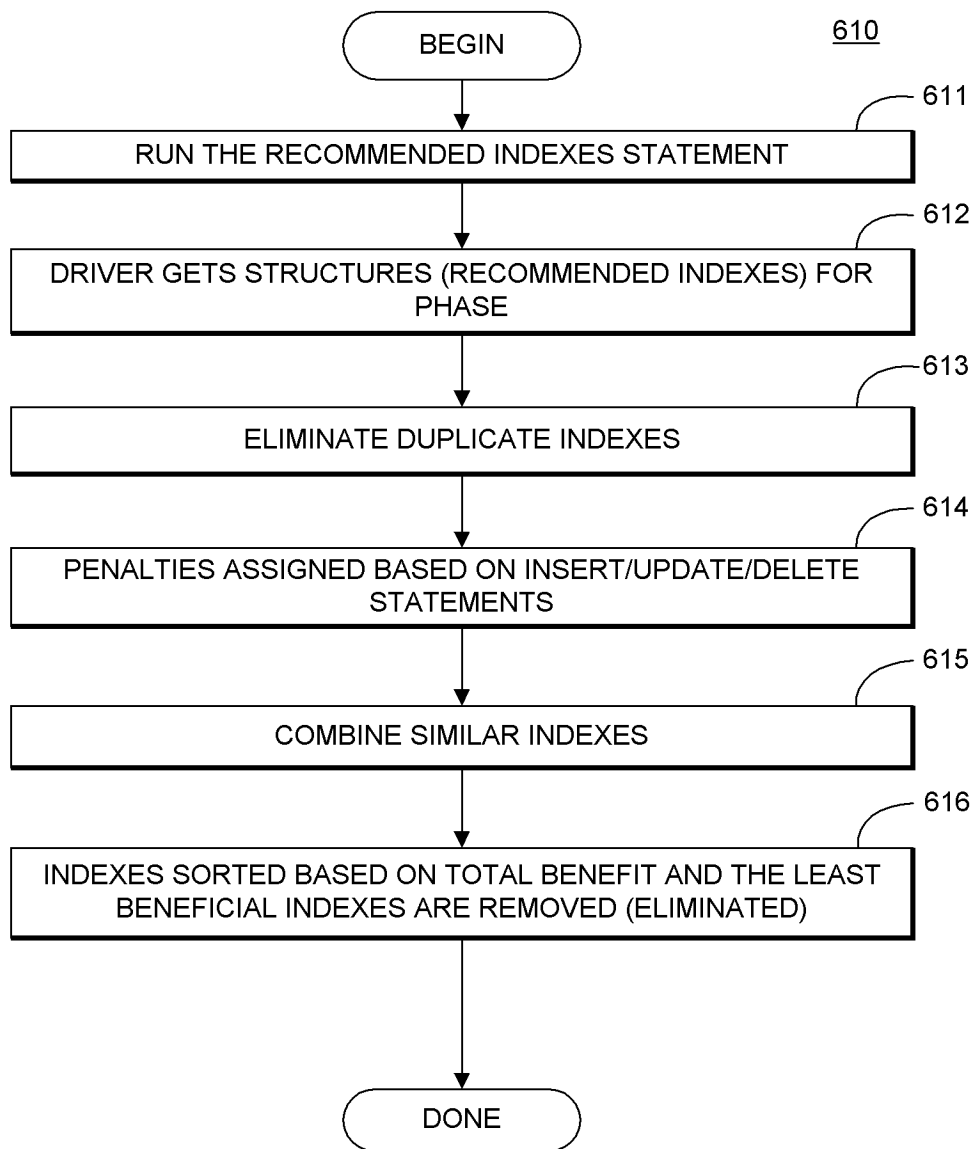 BEGIN
610
611
RUN THE RECOMMENDED INDEXES STATEMENT
612
DRIVER GETS STRUCTURES (RECOMMENDED INDEXES) FOR
PHASE
613
ELIMINATE DUPLICATE INDEXES
614
PENALTIES ASSIGNED BASED ON INSERT/UPDATE/DELETE
STATEMENTS
615
COMBINE SIMILAR INDEXES
616
INDEXES SORTED BASED ON TOTAL BENEFIT AND THE LEAST
BENEFICIAL INDEXES ARE REMOVED (ELIMINATED)
DONE